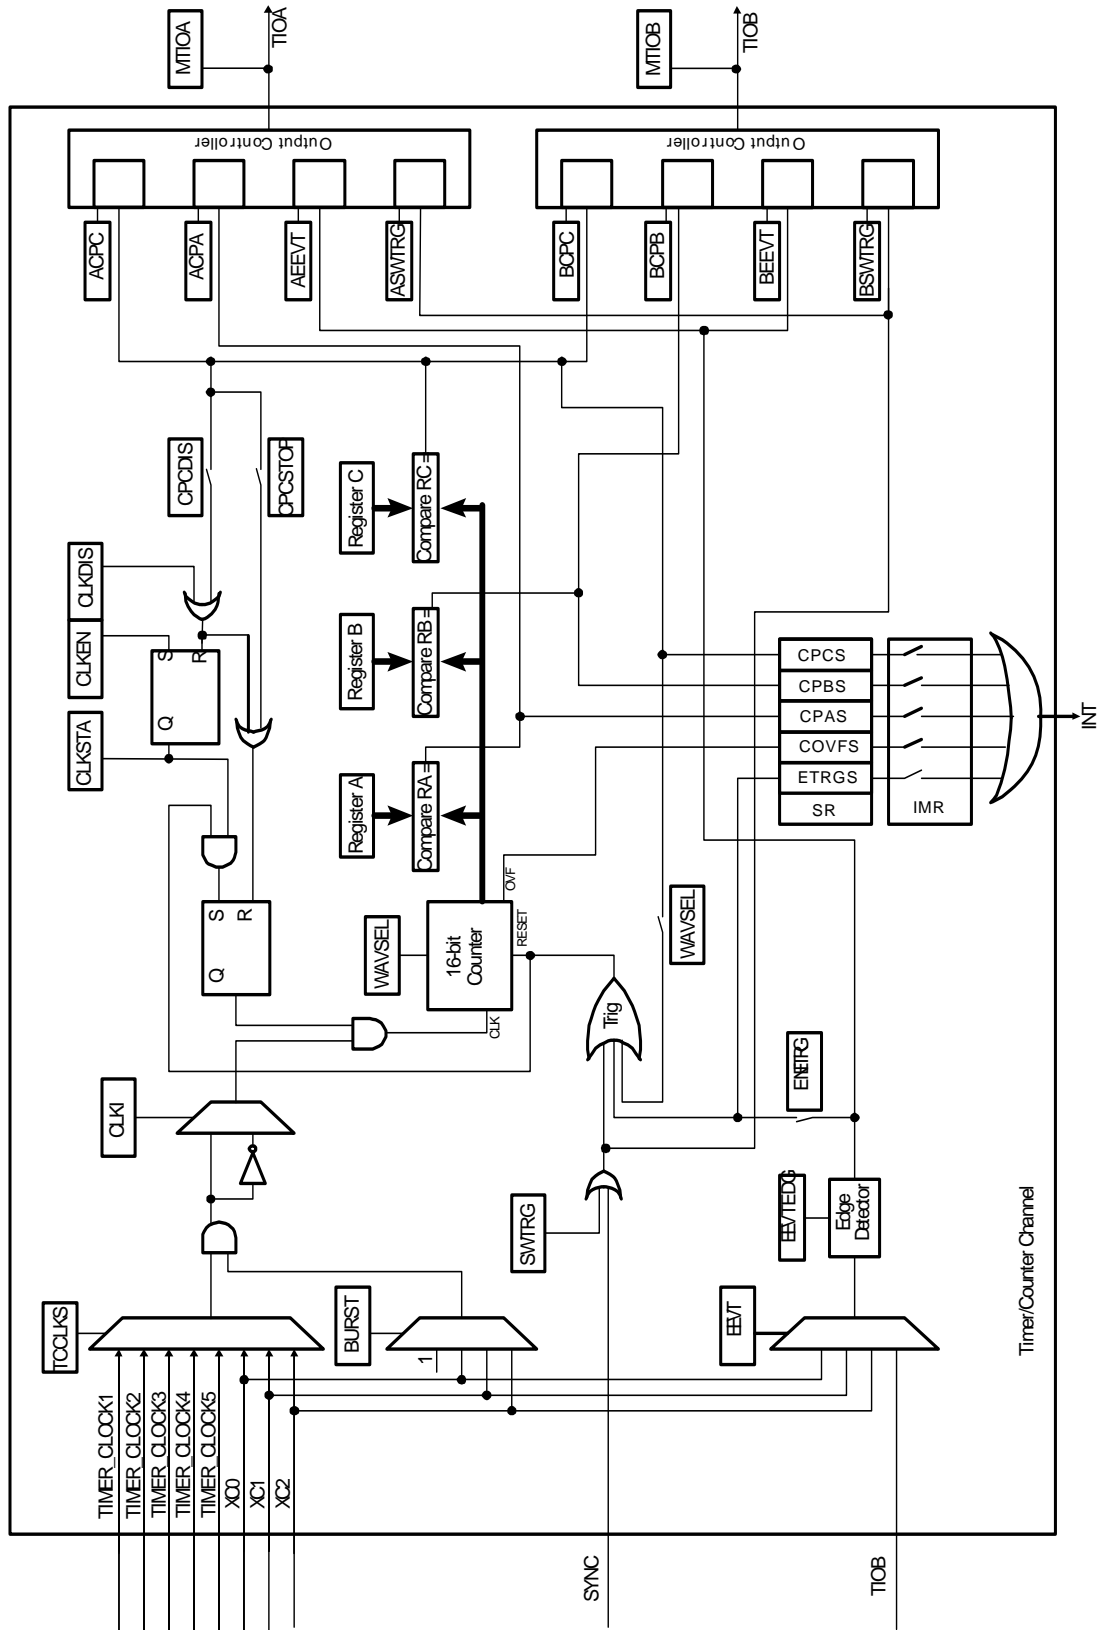 MTIOA
TIOA
MTIOB
TIOB
Output Controller
Output Controller
ACPC
ACPA
AEEVT
ASWTRG
BCPC
BCPB
BEEVT
BSWTRG
CPCDIS
CPCSTOP
CLKDIS
CLKEN
CLKSTA
S
R
Q
S
R
Q
Register C
Compare RC =
Register B
Compare RB =
Register A
Compare RA =
CPCS
CPBS
CPAS
COVFS
ETRGS
SR
IMR
INT
OVF
WAVSEL
16-bit
Counter
RESET
CLK
WAVSEL
Trig
ENETRG
CLKI
SWTRG
EEVTEDG
Edge
Detector
TCCLKS
BURST
1
EEVT
Timer/Counter Channel
TIMER_CLOCK1
TIMER_CLOCK2
TIMER_CLOCK3
TIMER_CLOCK4
TIMER_CLOCK5
XC0
XC1
XC2
SYNC
TIOB